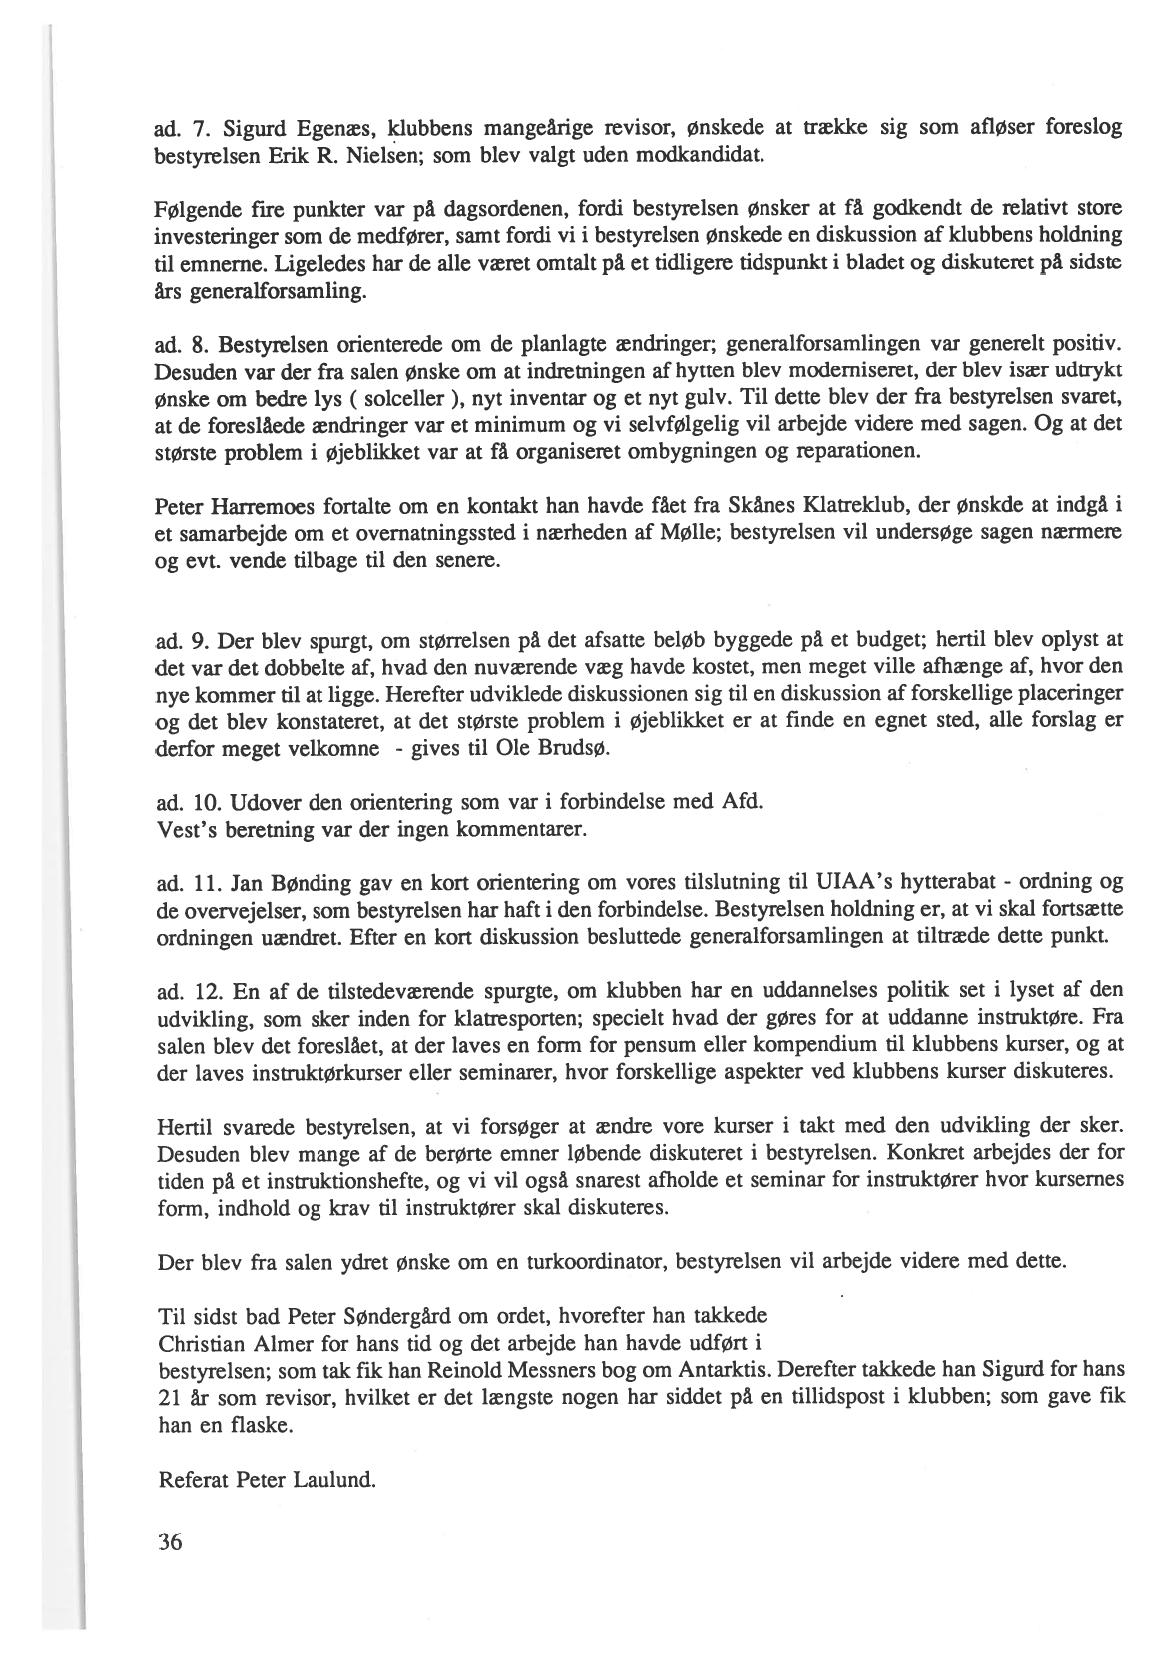 ad. 7. Sigurd Egenæs, klubbens mangeårige revisor, ønskede at trække sig som afløser foreslog
bestyrelsen Erik R. Nielsen; som blev valgt uden modkandidat.
Følgende fire punkter var på dagsordenen, fordi bestyrelsen ønsker at få godkendt de relativt store
investeringer som de medfører, samt fordi vi i bestyrelsen ønskede en diskussion af klubbens holdning
til emnerne. Ligeledes har de alle været omtalt på et tidligere tidspunkt i bladet og diskuteret på sidste
års generalforsamling.
ad. 8. Bestyrelsen orienterede om de planlagte ændringer; generalforsamlingen var generelt positiv.
Desuden var der fra salen ønske om at indretningen af hytten blev moderniseret, der blev især udtrykt
ønske om bedre lys ( solceller ), nyt inventar og et nyt gulv. Til dette blev der fra bestyrelsen svaret,
at de foreslåede ændringer var et minimum og vi selvfølgelig vil arbejde videre med sagen. Og at det
største problem i øjeblikket var at få organiseret ombygningen og reparationen.
Peter Harremoes fortalte om en kontakt han havde fået fra Skånes Klatreklub, der ønskde at indgå i
et samarbejde om et overnatningssted i nærheden af Mølle; bestyrelsen vil undersøge sagen nærmere
og evt. vende tilbage til den senere.
ad. 9. Der blev spurgt, om størrelsen på det afsatte beløb byggede på et budget; hertil blev oplyst at
det var det dobbelte af, hvad den nuværende væg havde kostet, men meget ville afhænge af, hvor den
nye kommer til at ligge. Herefter udviklede diskussionen sig til en diskussion af forskellige placeringer
og det blev konstateret, at det største problem i øjeblikket er at finde en egnet sted, alle forslag er
derfor meget velkomne - gives til Ole Brudsø.
ad. 10. Udover den orientering som var i forbindelse med Afd.
Vest's beretning var der ingen kommentarer.
ad. 11. Jan Bønding gav en kort orientering om vores tilslutning til UIAA's hytterabat - ordning og
de overvejelser, som bestyrelsen har haft i den forbindelse. Bestyrelsen holdning er, at vi skal fortsætte
ordningen uændret. Efter en kort diskussion besluttede generalforsamlingen at tiltræde dette punkt.
ad. 12. En af de tilstedeværende spurgte, om klubben har en uddannelses politik set i lyset af den
udvikling, som sker inden for klatresporten; specielt hvad der gøres for at uddanne instruktøre. Fra
salen blev det foreslået, at der laves en form for pensum eller kompendium til klubbens kurser, og at
der laves instruktørkurser eller seminarer, hvor forskellige aspekter ved klubbens kurser diskuteres.
Hertil svarede bestyrelsen, at vi forsøger at ændre vore kurser i takt med den udvikling der sker.
Desuden blev mange af de berørte emner løbende diskuteret i bestyrelsen. Konkret arbejdes der for
tiden på et instruktionshefte, og vi vil også snarest afholde et seminar for instruktører hvor kursernes
form, indhold og krav til instruktører skal diskuteres.
Der blev fra salen ydret ønske om en turkoordinator, bestyrelsen vil arbejde videre med dette.
Til sidst bad Peter Søndergård om ordet, hvorefter han takkede
Christian Almer for hans tid og det arbejde han havde udført i
bestyrelsen; som tak fik han Reinold Messners bog om Antarktis. Derefter takkede han Sigurd for hans
21 år som revisor, hvilket er det længste nogen har siddet på en tillidspost i klubben; som gave fik
han en flaske.
Referat Peter Laulund.
36